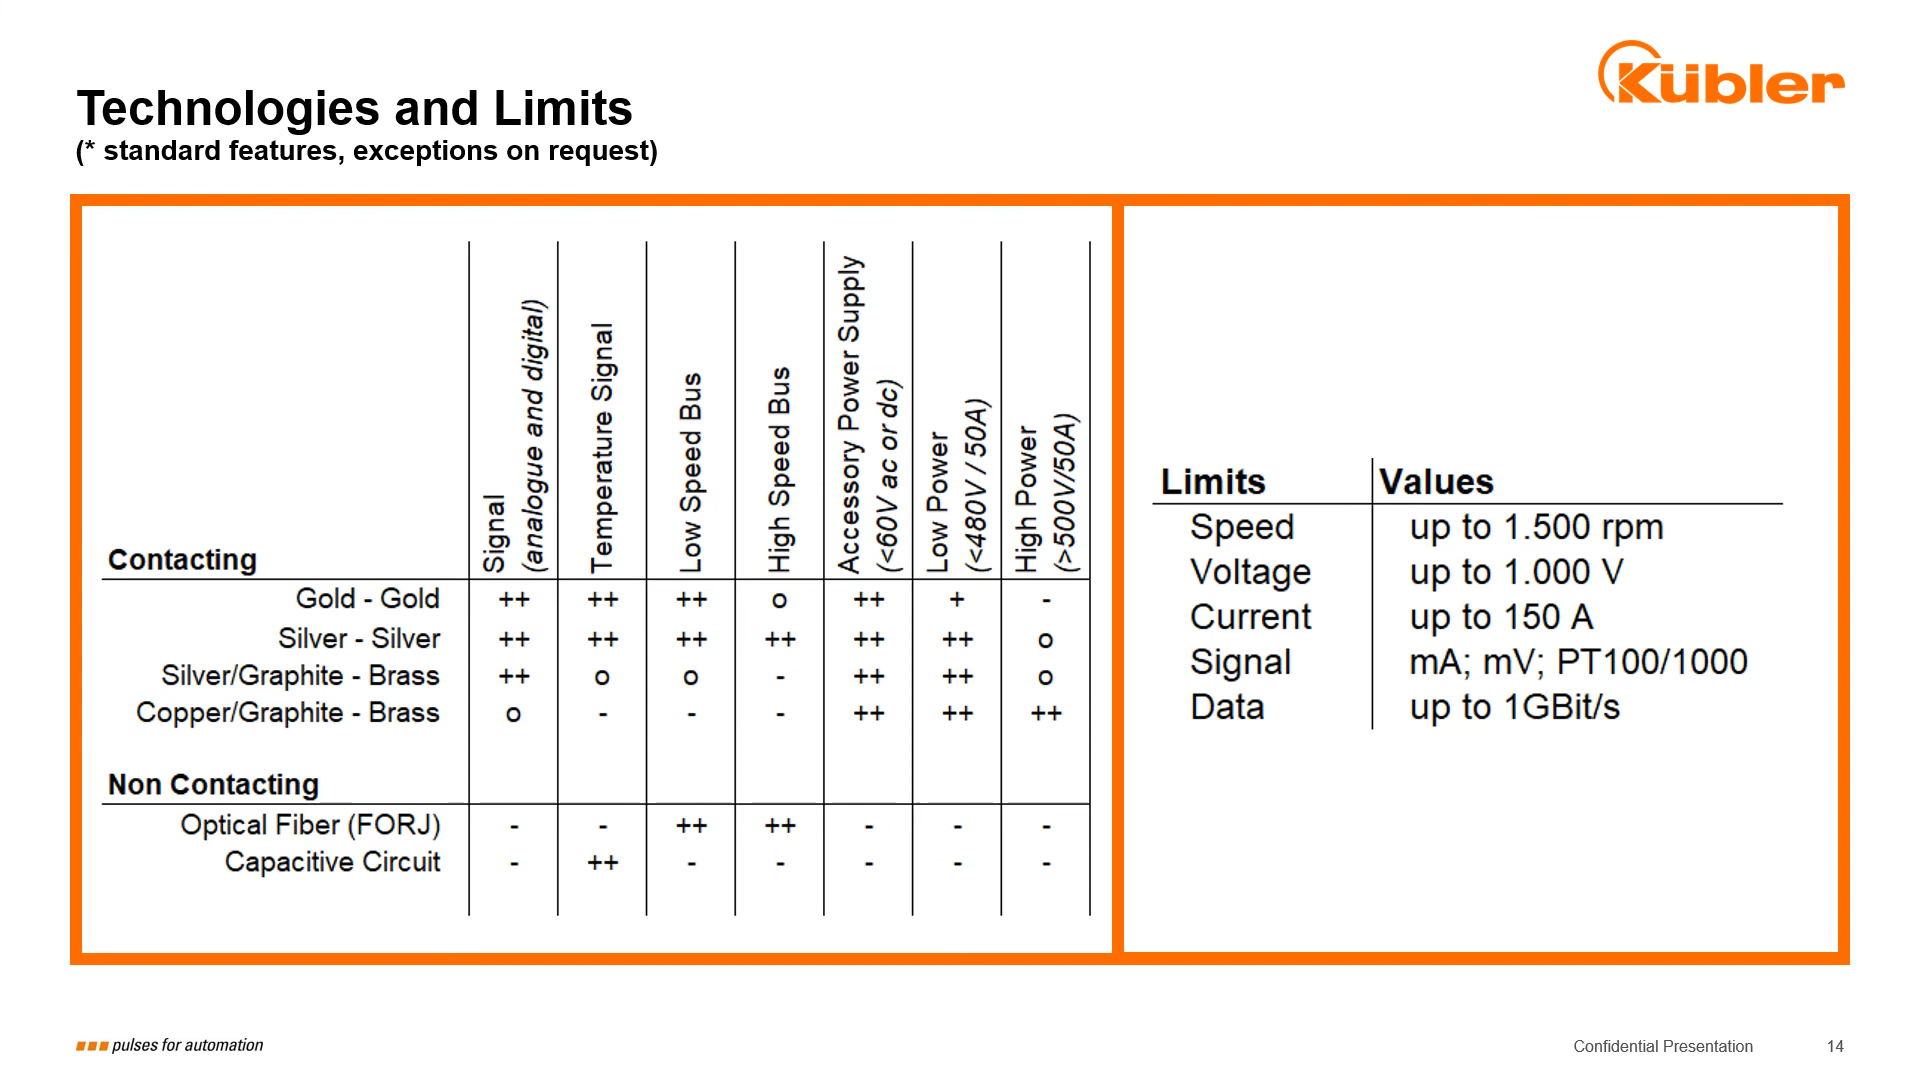 Kübler
Technologies and Limits
(* standard features, exceptions on request)
Contacting
Signal
(analogue and digital)
Temperature Signal
Low Speed Bus
High Speed Bus
Accessory Power Supply
(<60V ac or dc)
Low Power
(<480V / 50A)
High Power
(>500V/50A)
Gold - Gold ++ ++ ++ o ++ + -
Silver - Silver ++ ++ ++ ++ ++ ++ o
Silver/Graphite - Brass ++ o o - ++ ++ o
Copper/Graphite - Brass o - - - ++ ++ ++
Non Contacting
Optical Fiber (FORJ) - - ++ ++ - - -
Capacitive Circuit - ++ - - - - -
Limits Values
Speed up to 1.500 rpm
Voltage up to 1.000 V
Current up to 150 A
Signal mA; mV; PT100/1000
Data up to 1GBit/s
pulses for automation
Confidential Presentation 14